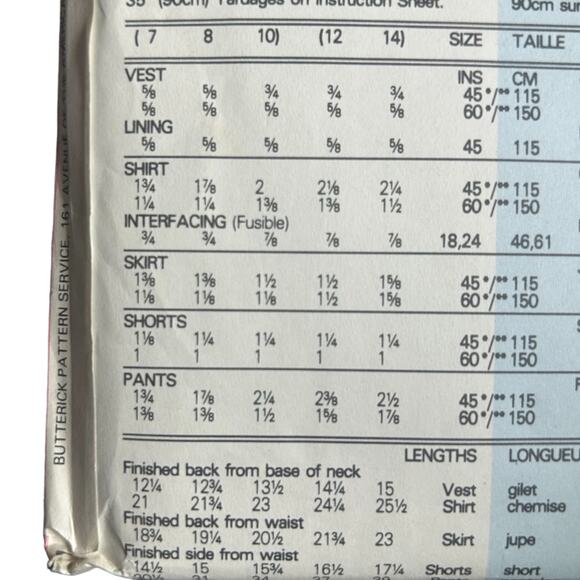 35" (90cm) Yardages on Instruction Sheet. 90cm sur
( 7 8 10) (12 14) SIZE TAILLE
VEST INS CM
⅝ ⅝ ¾ ¾ ¾ 45*/** 115
⅝ ⅝ ⅝ ⅝ ⅝ 60*/** 150
LINING
⅝ ⅝ ⅝ ⅝ ⅝ 45 115
SHIRT
1¾ 1⅞ 2 2⅛ 2¼ 45*/** 115
1¼ 1¼ 1⅜ 1⅜ 1½ 60*/** 150
INTERFACING (Fusible)
¾ ¾ ⅞ ⅞ ⅞ 18,24 46,61
SKIRT
1⅜ 1⅜ 1½ 1½ 1⅝ 45*/** 115
1⅛ 1⅛ 1⅛ 1½ 1⅝ 60*/** 150
SHORTS
1⅛ 1¼ 1¼ 1¼ 1¼ 45*/** 115
1 1 1 1 1 60*/** 150
PANTS
1¾ 1⅞ 2¼ 2⅜ 2½ 45*/** 115
1⅜ 1⅜ 1½ 1⅝ 1⅞ 60*/** 150
LENGTHS LONGUEU
Finished back from base of neck
12¼ 12¾ 13½ 14¼ 15 Vest gilet
21 21¾ 23 24¼ 25½ Shirt chemise
Finished back from waist
18¾ 19¼ 20½ 21¾ 23 Skirt jupe
Finished side from waist
14½ 15 15¾ 16½ 17¼ Shorts short
BUTTERICK PATTERN SERVICE, 161 AVENUE OF